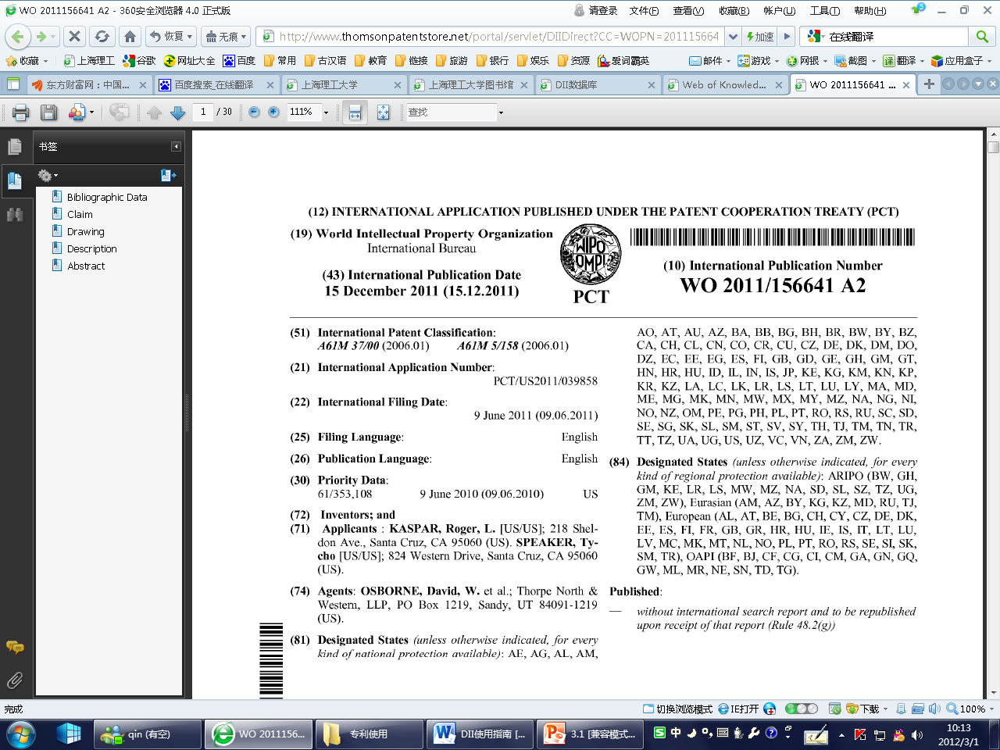 WO 2011156641 A2 - 360安全浏览器 4.0 正式版
请登录 文件(F) 查看(V) 收藏(B) 帐户(U) 工具(T) 帮助(H) 5
恢复 无痕 http://www.thomsonpatentstore.net/portal/servlet/DIIDirect?CC=WOPN=20111566 加速 在线翻译
收藏 上海理工 谷歌 网址大全 百度 常用 古汉语 教育 链接 旅游 银行 娱乐 资源 爱词霸英 邮件 游戏 网银 截图 翻译 应用盒子
东方财富网：中国... 百度搜索_在线翻译 上海理工大学 上海理工大学图书馆 DII数据库 Web of Knowled... WO 2011156641 ...
1 / 30 111% 查找
书签
Bibliographic Data
Claim
Drawing
Description
Abstract
(12) INTERNATIONAL APPLICATION PUBLISHED UNDER THE PATENT COOPERATION TREATY (PCT)
(19) World Intellectual Property Organization
International Bureau
(43) International Publication Date
15 December 2011 (15.12.2011)
WIPO
OMPI
PCT
(10) International Publication Number
WO 2011/156641 A2
(51) International Patent Classification:
A61M 37/00 (2006.01) A61M 5/158 (2006.01)
(21) International Application Number:
PCT/US2011/039858
(22) International Filing Date:
9 June 2011 (09.06.2011)
(25) Filing Language: English
(26) Publication Language: English
(30) Priority Data:
61/353,108 9 June 2010 (09.06.2010) US
(72) Inventors; and
(71) Applicants : KASPAR, Roger, L. [US/US]; 218 Shel-
don Ave., Santa Cruz, CA 95060 (US). SPEAKER, Ty-
cho [US/US]; 824 Western Drive, Santa Cruz, CA 95060
(US).
(74) Agents: OSBORNE, David, W. et al.; Thorpe North &
Western, LLP, PO Box 1219, Sandy, UT 84091-1219
(US).
(81) Designated States (unless otherwise indicated, for every
kind of national protection available): AE, AG, AL, AM,
AO, AT, AU, AZ, BA, BB, BG, BH, BR, BW, BY, BZ,
CA, CH, CL, CN, CO, CR, CU, CZ, DE, DK, DM, DO,
DZ, EC, EE, EG, ES, FI, GB, GD, GE, GH, GM, GT,
HN, HR, HU, ID, IL, IN, IS, JP, KE, KG, KM, KN, KP,
KR, KZ, LA, LC, LK, LR, LS, LT, LU, LY, MA, MD,
ME, MG, MK, MN, MW, MX, MY, MZ, NA, NG, NI,
NO, NZ, OM, PE, PG, PH, PL, PT, RO, RS, RU, SC, SD,
SE, SG, SK, SL, SM, ST, SV, SY, TH, TJ, TM, TN, TR,
TT, TZ, UA, UG, US, UZ, VC, VN, ZA, ZM, ZW.
(84) Designated States (unless otherwise indicated, for every
kind of regional protection available): ARIPO (BW, GH,
GM, KE, LR, LS, MW, MZ, NA, SD, SL, SZ, TZ, UG,
ZM, ZW), Eurasian (AM, AZ, BY, KG, KZ, MD, RU, TJ,
TM), European (AL, AT, BE, BG, CH, CY, CZ, DE, DK,
EE, ES, FI, FR, GB, GR, HR, HU, IE, IS, IT, LT, LU,
LV, MC, MK, MT, NL, NO, PL, PT, RO, RS, SE, SI, SK,
SM, TR), OAPI (BF, BJ, CF, CG, CI, CM, GA, GN, GQ,
GW, ML, MR, NE, SN, TD, TG).
Published:
— without international search report and to be republished
upon receipt of that report (Rule 48.2(g))
完成 切换浏览模式 IE打开 下载 100%
qin (有空) WO 2011156... 专利使用 DII使用指南 [... 3.1 [兼容模式... 中 10:13
2012/3/1